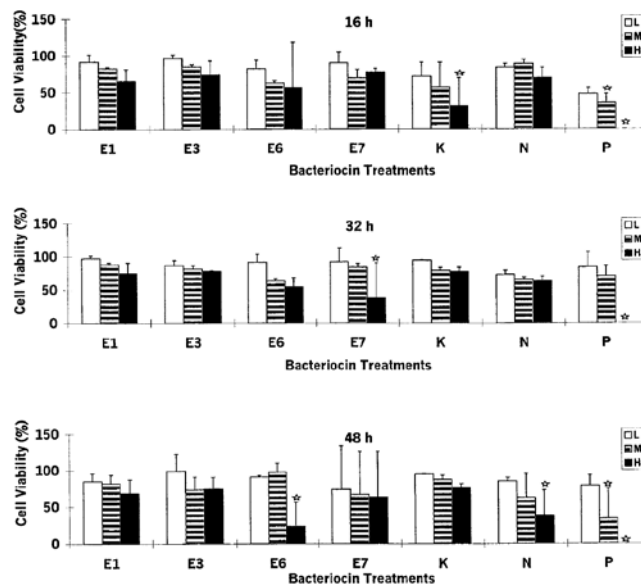 16 h
Cell Viability(%)
150
100
50
0
L
M
H
E1 E3 E6 E7 K N P
Bacteriocin Treatments
32 h
Cell Viability (%)
150
100
50
0
L
M
H
E1 E3 E6 E7 K N P
Bacteriocin Treatments
48 h
Cell Viability (%)
150
100
50
0
L
M
H
E1 E3 E6 E7 K N P
Bacteriocin Treatments